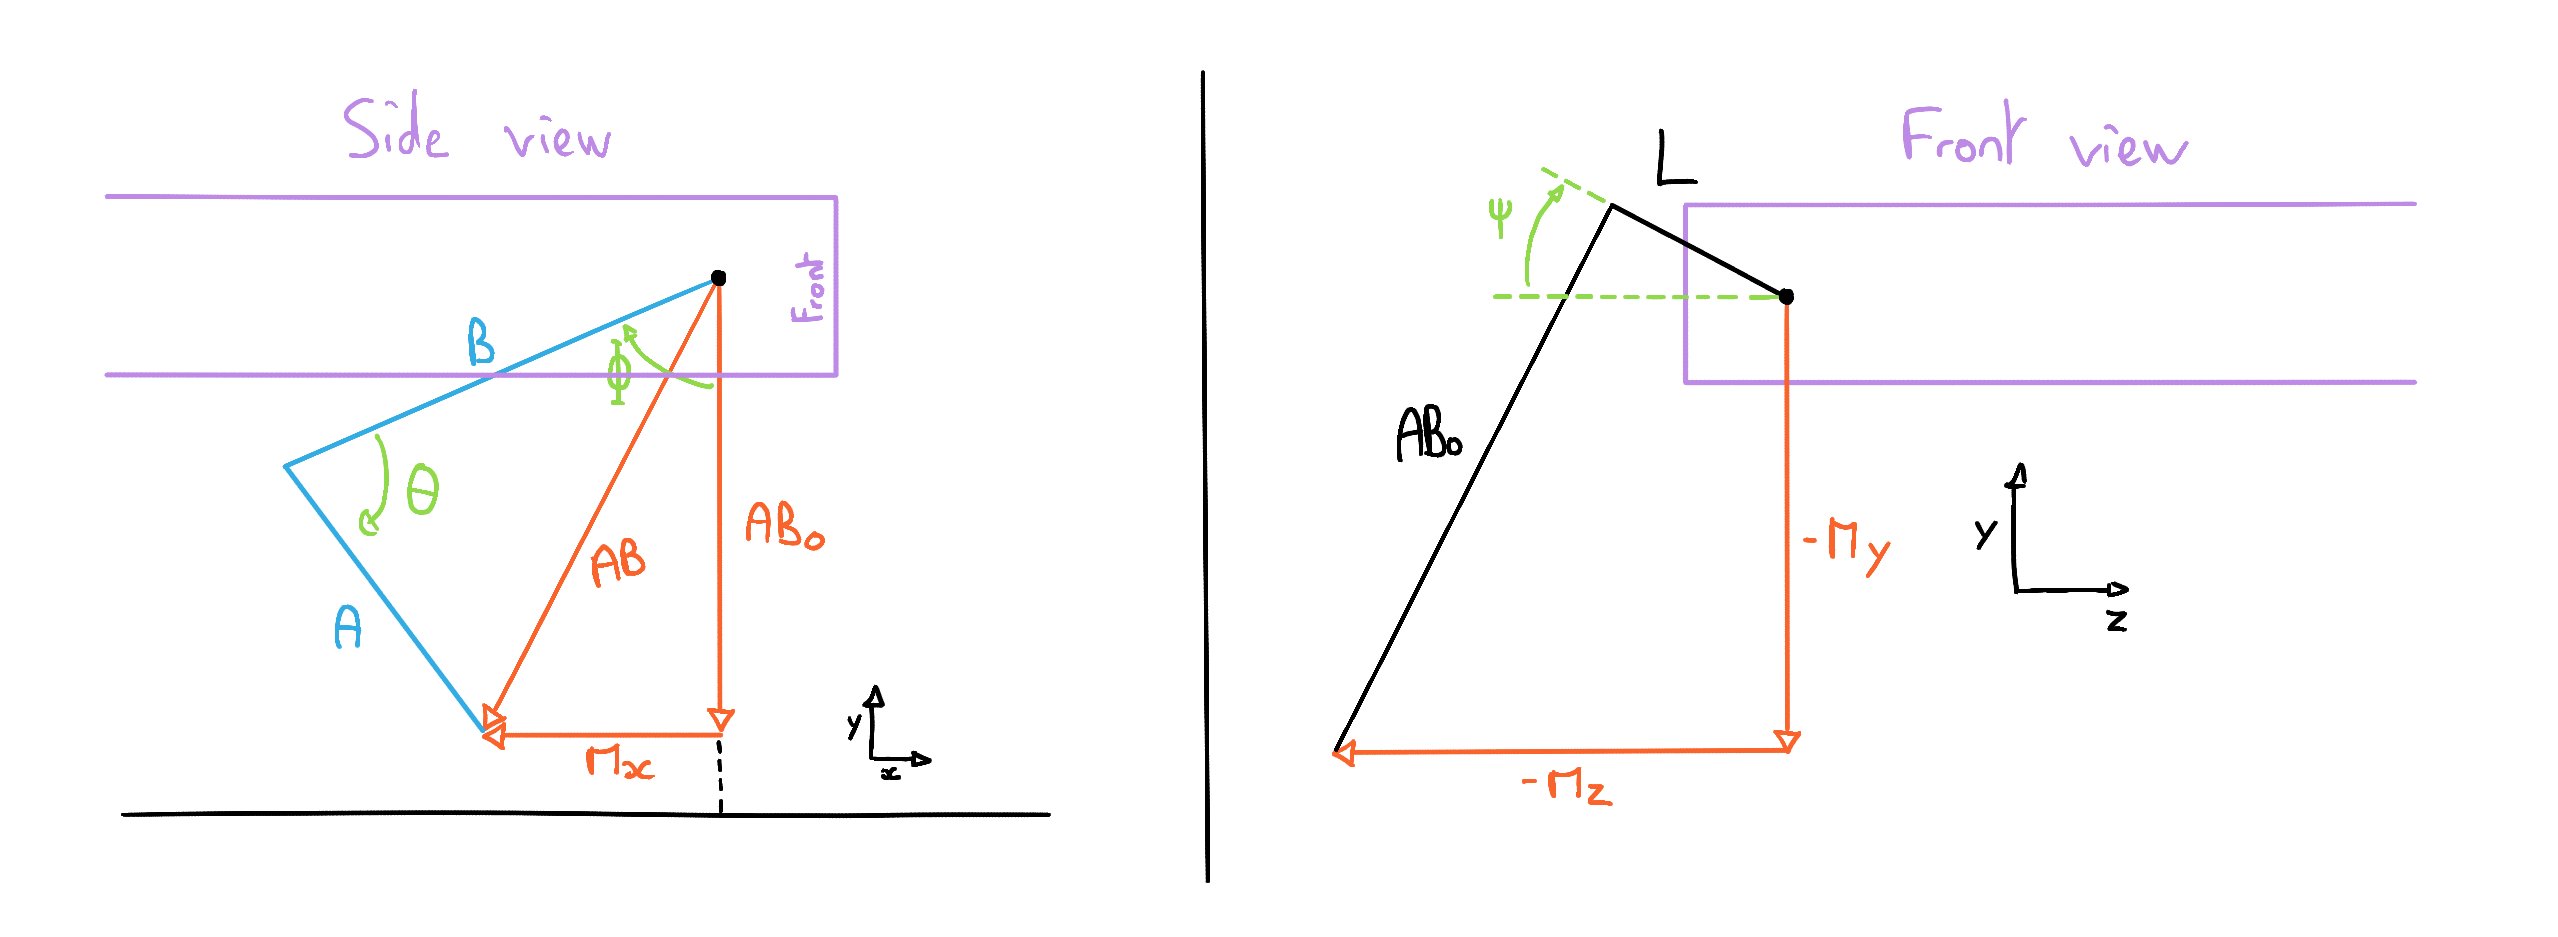 Side view
Front
B
Φ
θ
AB
AB₀
A
Mx
y
x
Front view
L
ψ
AB₀
-My
y
z
-Mz